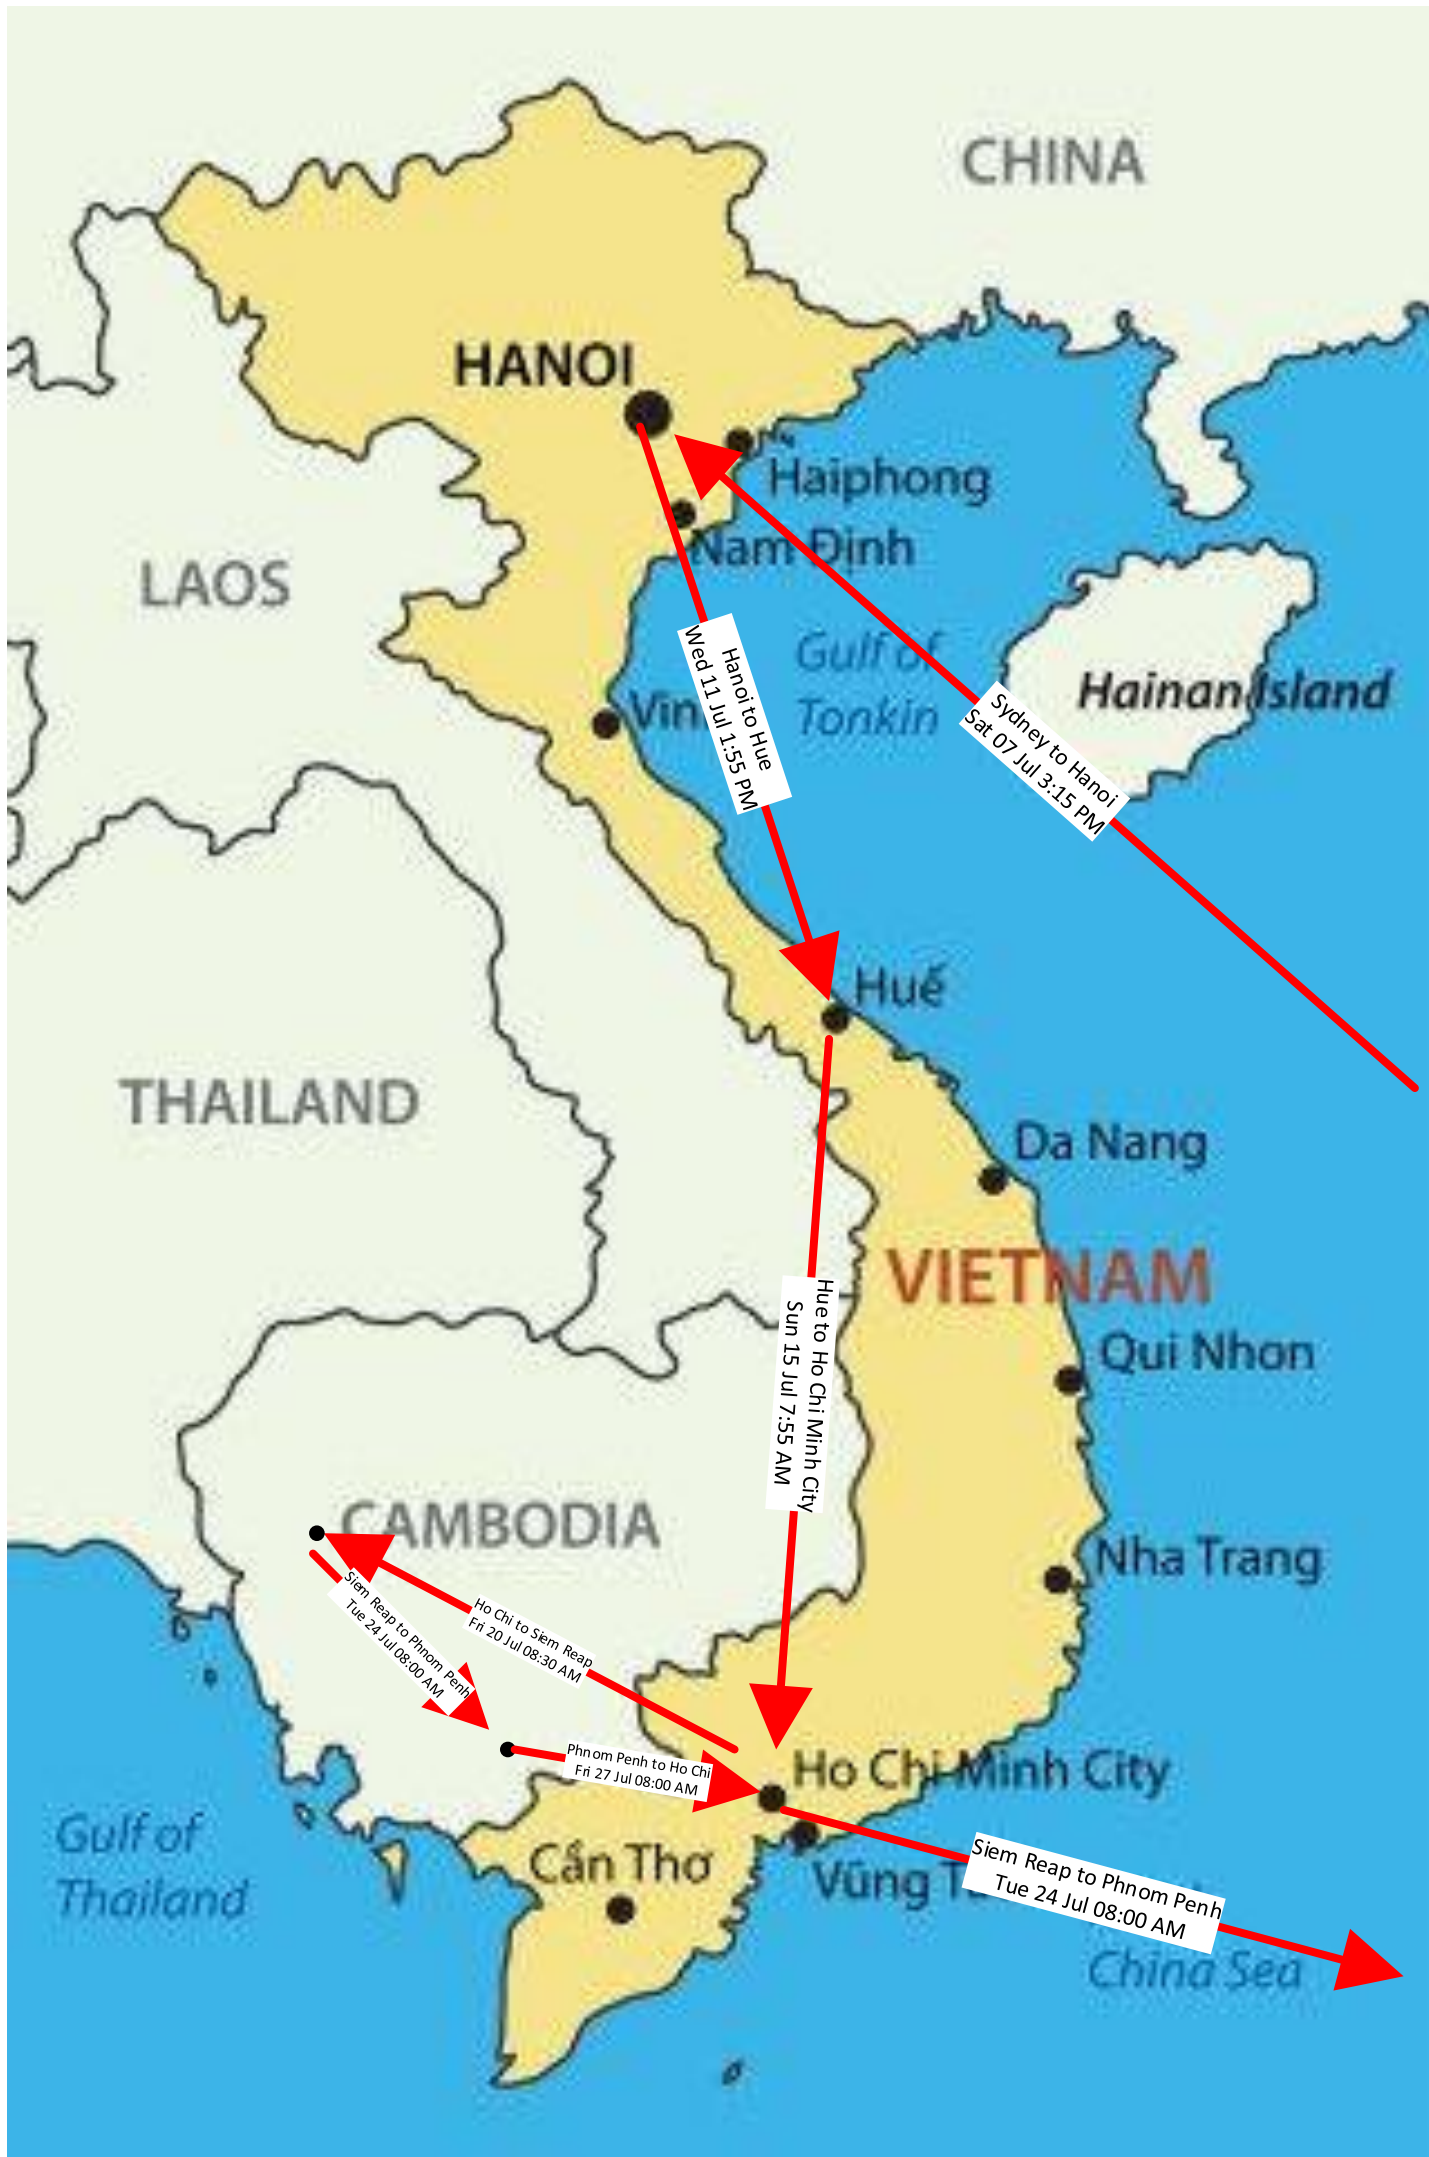 CHINA
HANOI
Haiphong
Nam Định
LAOS
Gulf of
Tonkin
Hainan Island
Hanoi to Hue
Wed 11 Jul 1:55 PM
Sydney to Hanoi
Sat 07 Jul 3:15 PM
Huế
THAILAND
Da Nang
VIETNAM
Hue to Ho Chi Minh City
Sun 15 Jul 7:55 AM
Qui Nhon
CAMBODIA
Nha Trang
Siem Reap to Phnom Penh
Tue 24 Jul 08:00 AM
Ho Chi to Siem Reap
Fri 20 Jul 08:30 AM
Phnom Penh to Ho Chi
Fri 27 Jul 08:00 AM
Ho Chi Minh City
Gulf of
Thailand
Cần Thơ
Vũng
Siem Reap to Phnom Penh
Tue 24 Jul 08:00 AM
China Sea